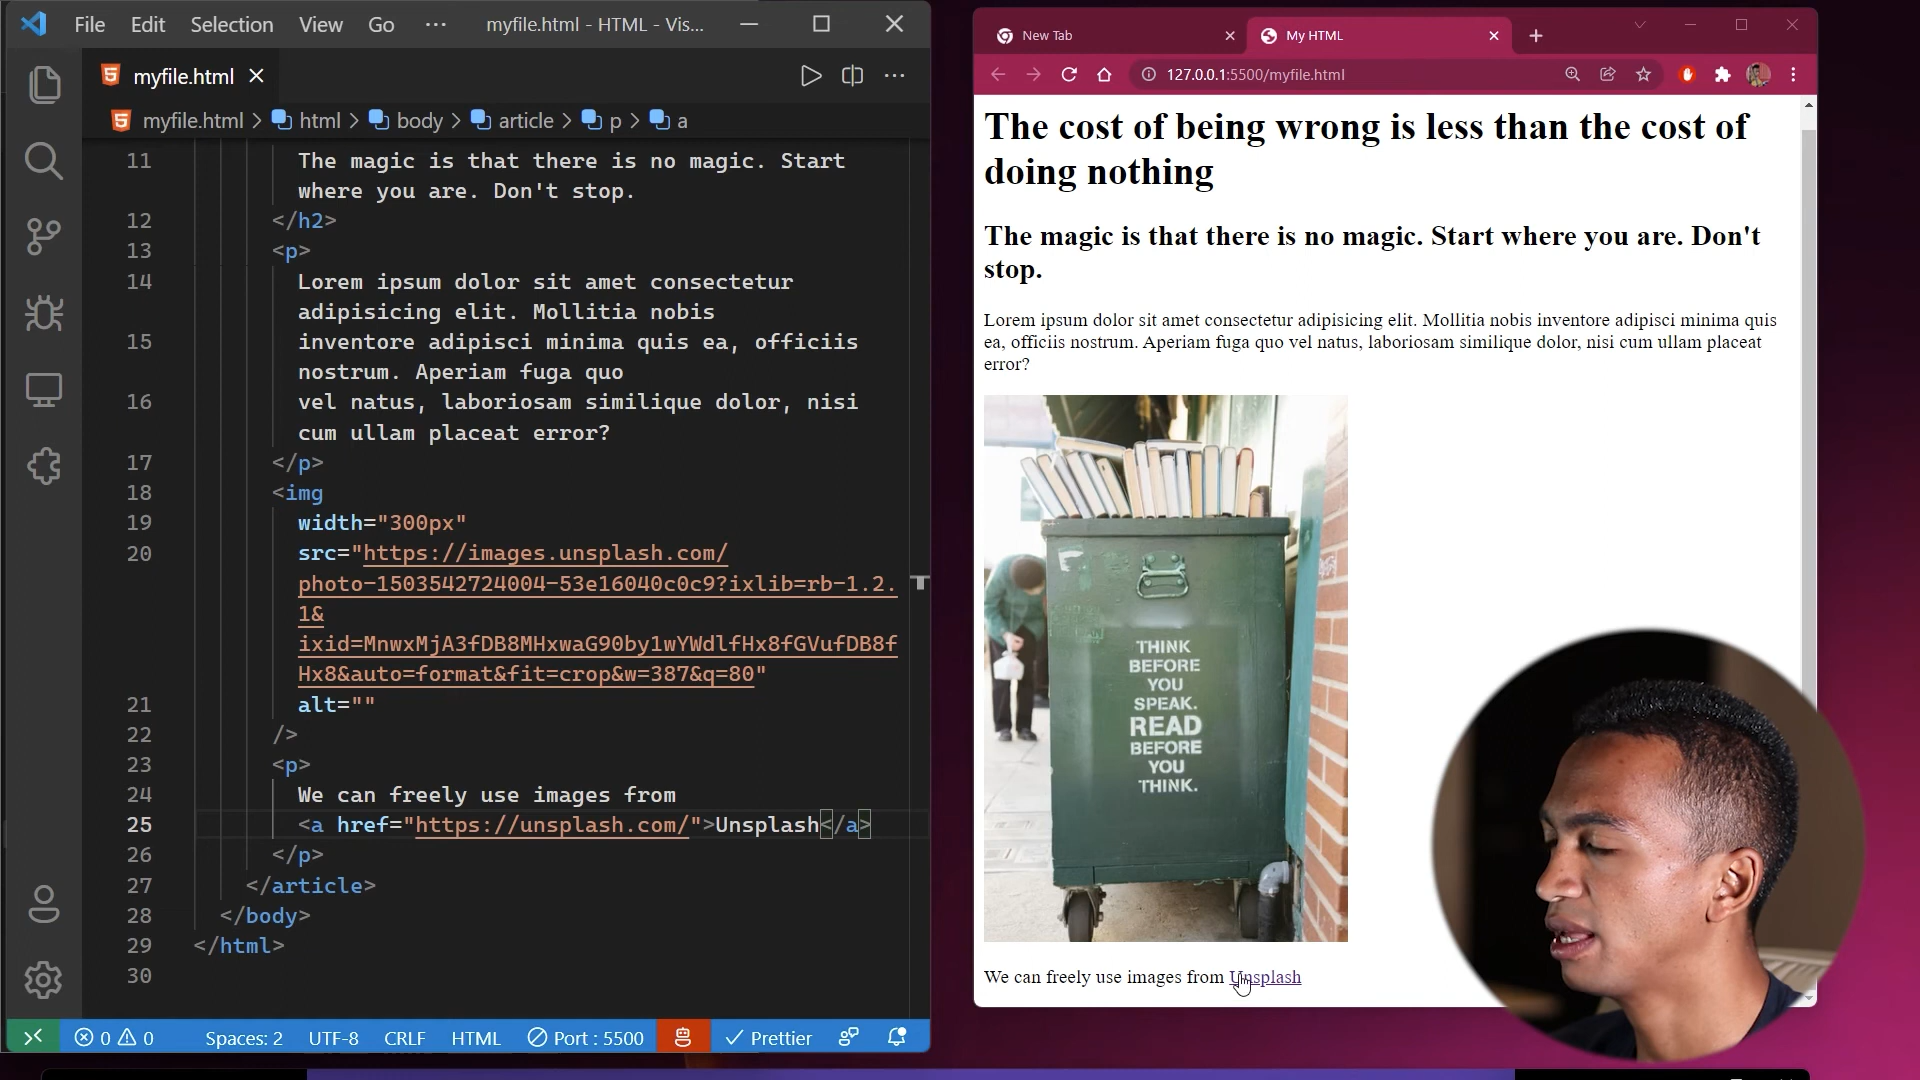 File Edit Selection View Go ··· myfile.html - HTML - Vis...
myfile.html
myfile.html > html > body > article > p > a
11 The magic is that there is no magic. Start
where you are. Don't stop.
12 </h2>
13 <p>
14 Lorem ipsum dolor sit amet consectetur
adipisicing elit. Mollitia nobis
15 inventore adipisci minima quis ea, officiis
nostrum. Aperiam fuga quo
16 vel natus, laboriosam similique dolor, nisi
cum ullam placeat error?
17 </p>
18 <img
19 width="300px"
20 src="https://images.unsplash.com/
photo-1503542724004-53e16040c0c9?ixlib=rb-1.2.
1&
ixid=MnwxMjA3fDB8MHxwaG90by1wYWdlfHx8fGVufDB8f
Hx8&auto=format&fit=crop&w=387&q=80"
21 alt=""
22 />
23 <p>
24 We can freely use images from
25 <a href="https://unsplash.com/">Unsplash</a>
26 </p>
27 </article>
28 </body>
29 </html>
30
0 0 Spaces: 2 UTF-8 CRLF HTML Port : 5500 Prettier
New Tab My HTML
127.0.0.1:5500/myfile.html
The cost of being wrong is less than the cost of
doing nothing
The magic is that there is no magic. Start where you are. Don't
stop.
Lorem ipsum dolor sit amet consectetur adipisicing elit. Mollitia nobis inventore adipisci minima quis
ea, officiis nostrum. Aperiam fuga quo vel natus, laboriosam similique dolor, nisi cum ullam placeat
error?
THINK
BEFORE
YOU
SPEAK.
READ
BEFORE
YOU
THINK.
We can freely use images from Unsplash